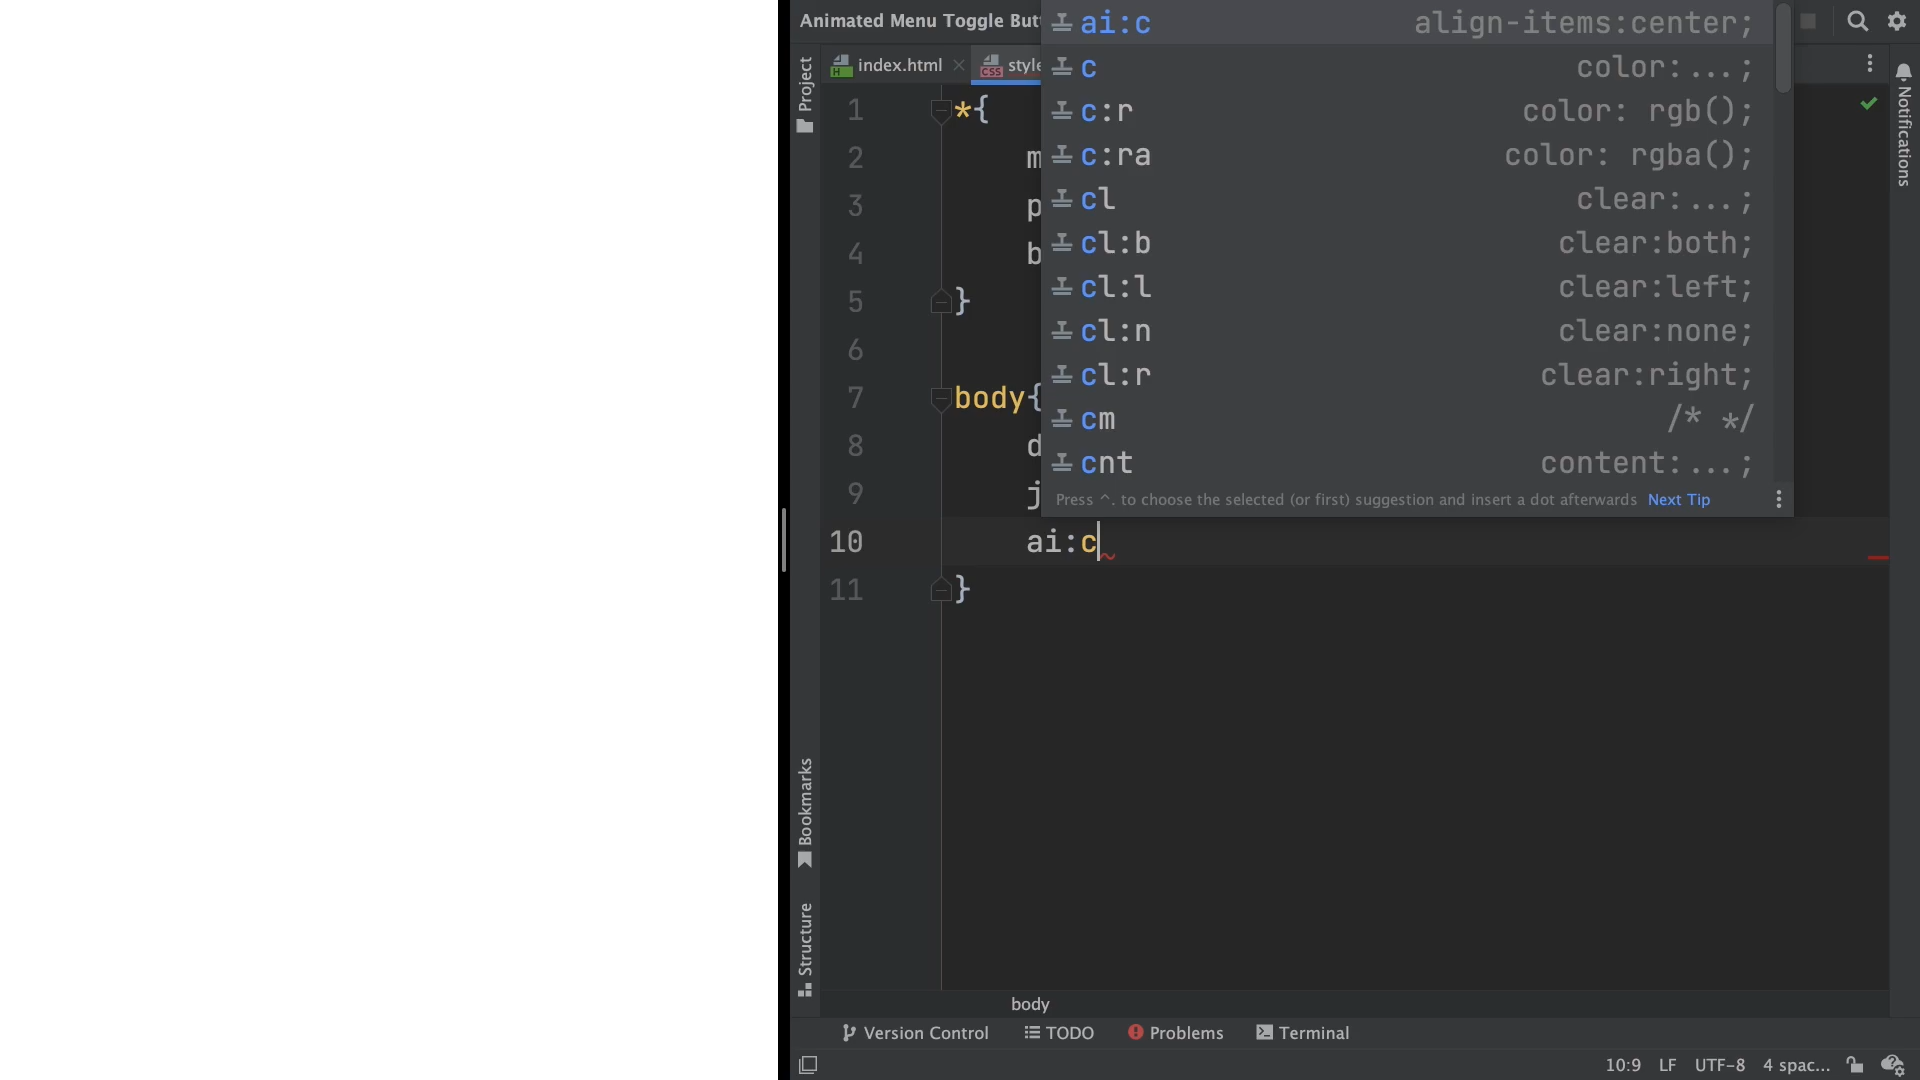 Animated Menu Toggle But
index.html
style
Project
Notifications
1 *{
2 m
3 p
4 b
5 }
6
7 body{
8 d
9 j
10 ai:c
11 }
ai:c align-items:center;
c color:...;
c:r color: rgb();
c:ra color: rgba();
cl clear:...;
cl:b clear:both;
cl:l clear:left;
cl:n clear:none;
cl:r clear:right;
cm /* */
cnt content:...;
Press ^. to choose the selected (or first) suggestion and insert a dot afterwards Next Tip
Bookmarks
Structure
body
Version Control TODO Problems Terminal
10:9 LF UTF-8 4 spac...